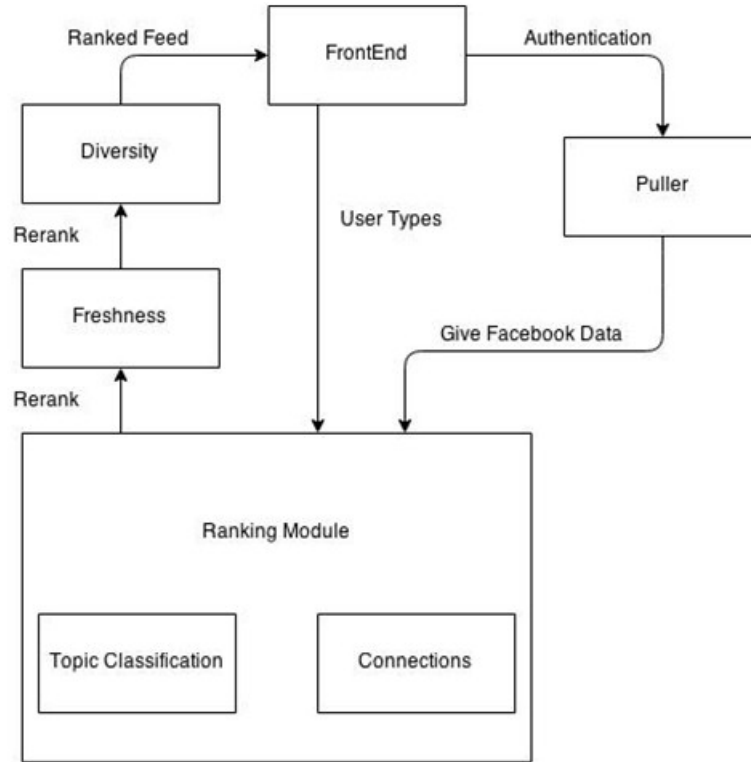 Ranked Feed
FrontEnd
Authentication
Diversity
Puller
User Types
Rerank
Freshness
Give Facebook Data
Rerank
Ranking Module
Topic Classification
Connections